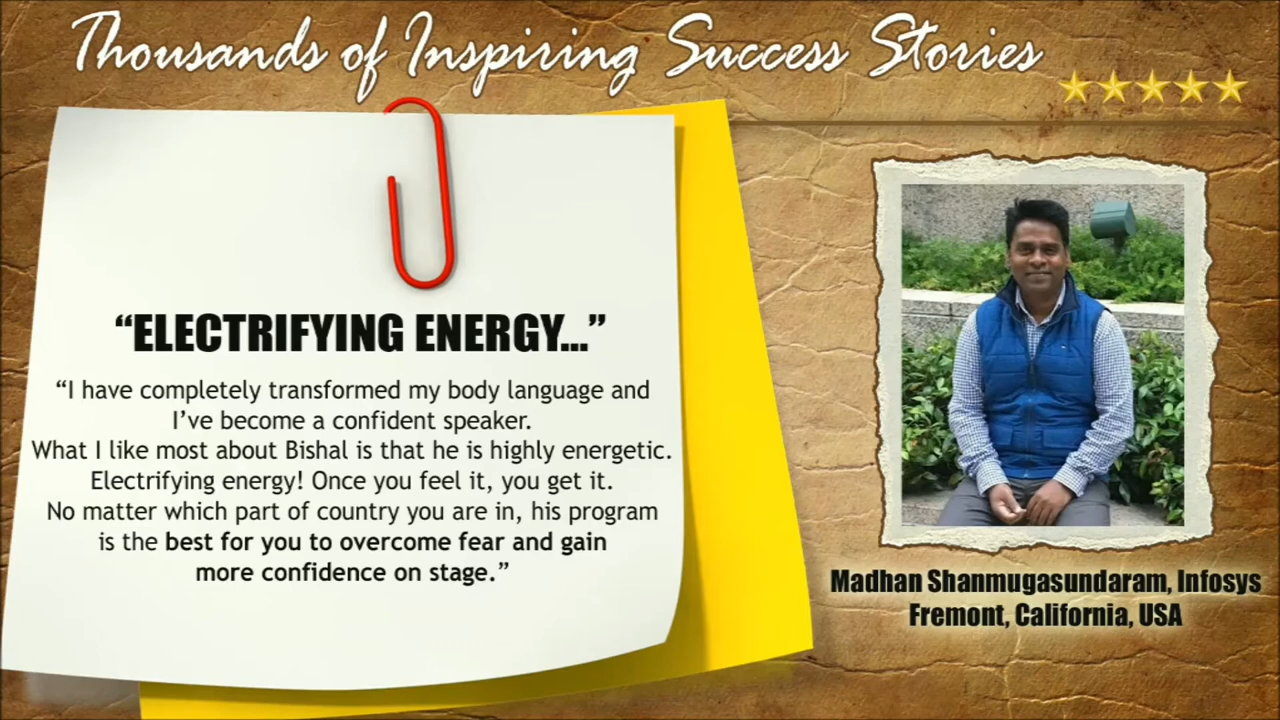 Thousands of Inspiring Success Stories
“ELECTRIFYING ENERGY...”
“I have completely transformed my body language and
I’ve become a confident speaker.
What I like most about Bishal is that he is highly energetic.
Electrifying energy! Once you feel it, you get it.
No matter which part of country you are in, his program
is the best for you to overcome fear and gain
more confidence on stage.”
Madhan Shanmugasundaram, Infosys
Fremont, California, USA